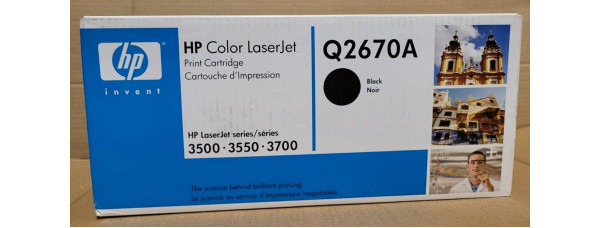 hp
invent
HP Color LaserJet
Print Cartridge
Cartouche d'Impression
Q2670A
Black
Noir
HP LaserJet series/séries
3500 · 3550 · 3700
The science behind brilliant printing.
La science au service d'impressions inégalables.